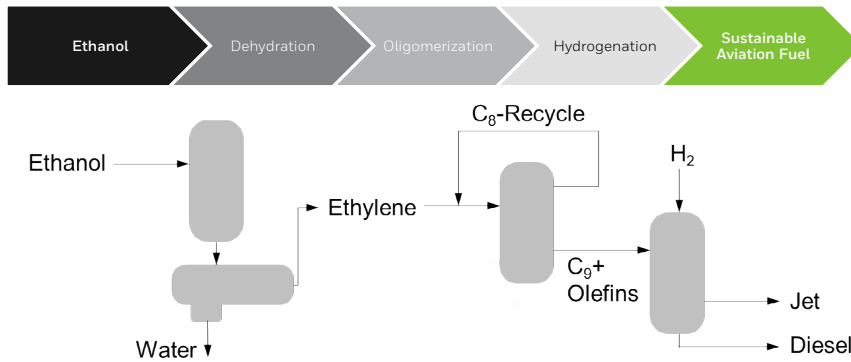 Ethanol
Dehydration
Oligomerization
Hydrogenation
Sustainable
Aviation Fuel
C₈-Recycle
H₂
Ethanol
Ethylene
C₉+
Olefins
Jet
Water
Diesel